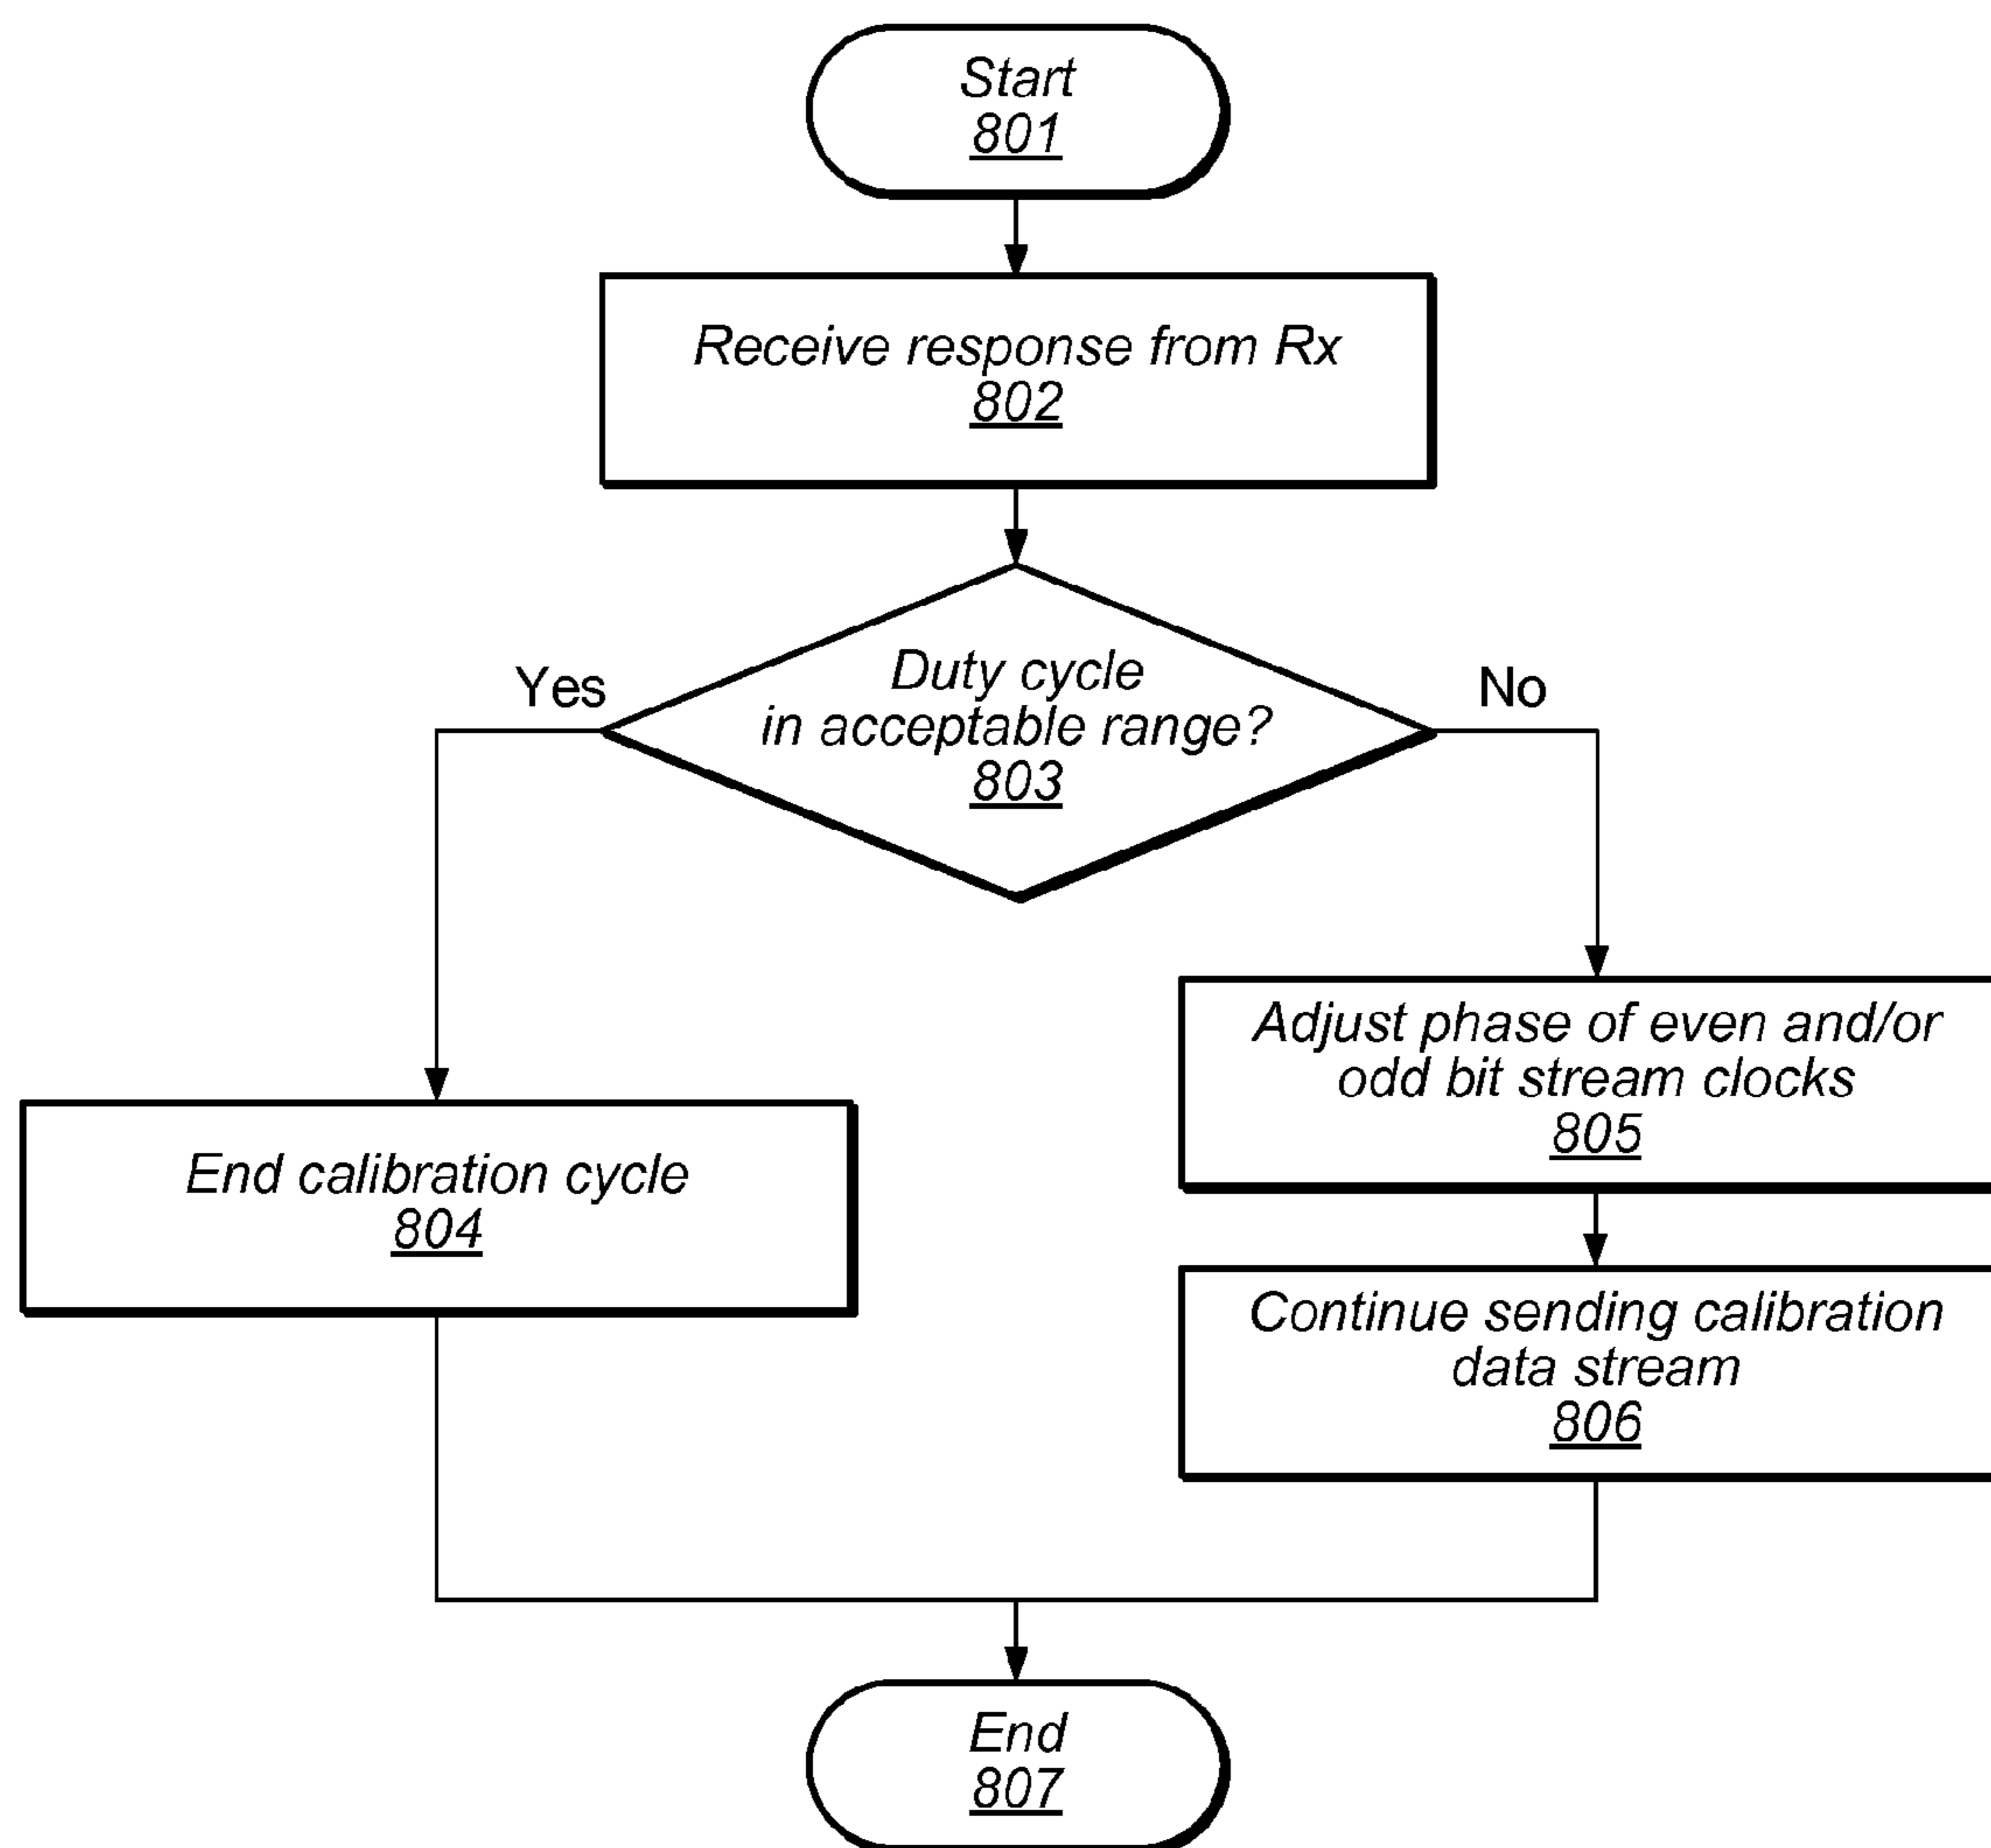 Start
801
Receive response from Rx
802
Duty cycle
in acceptable range?
803
Yes
No
Adjust phase of even and/or
odd bit stream clocks
805
End calibration cycle
804
Continue sending calibration
data stream
806
End
807